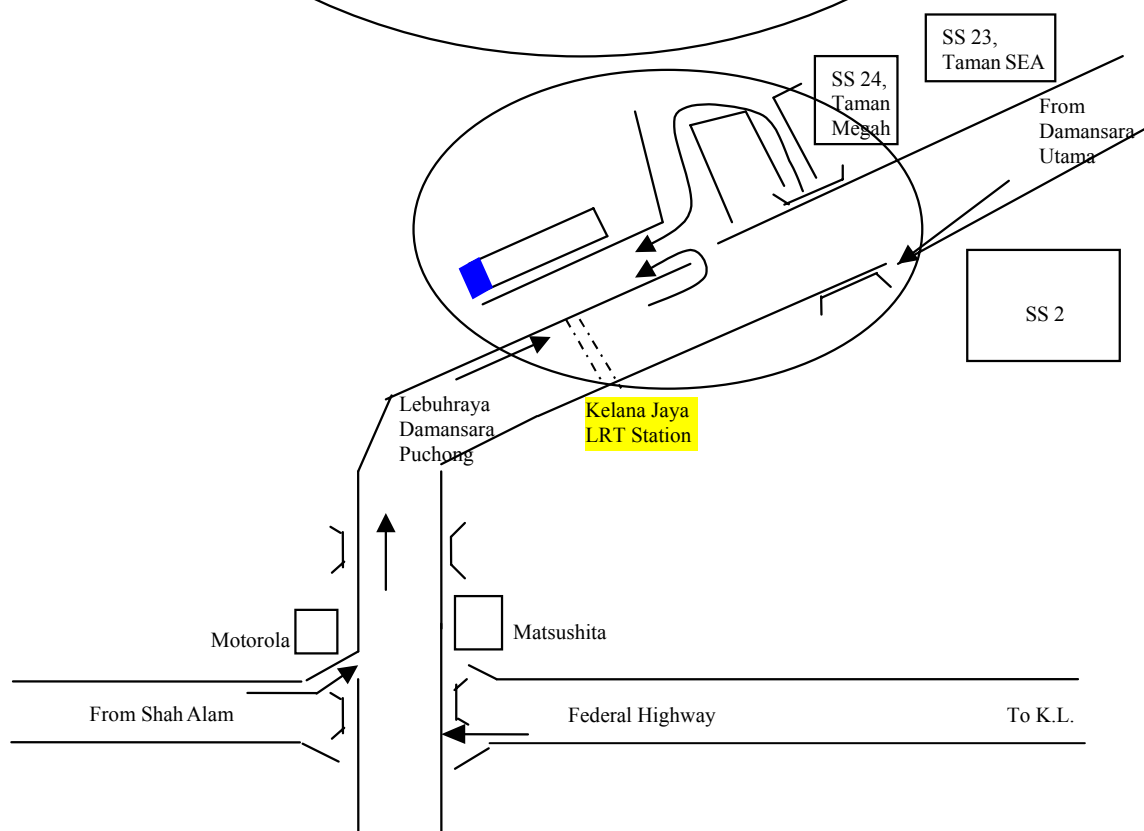 SS 23,
Taman SEA
SS 24,
Taman
Megah
From
Damansara
Utama
SS 2
Lebuhraya
Damansara
Puchong
Kelana Jaya
LRT Station
Motorola
Matsushita
From Shah Alam
Federal Highway
To K.L.